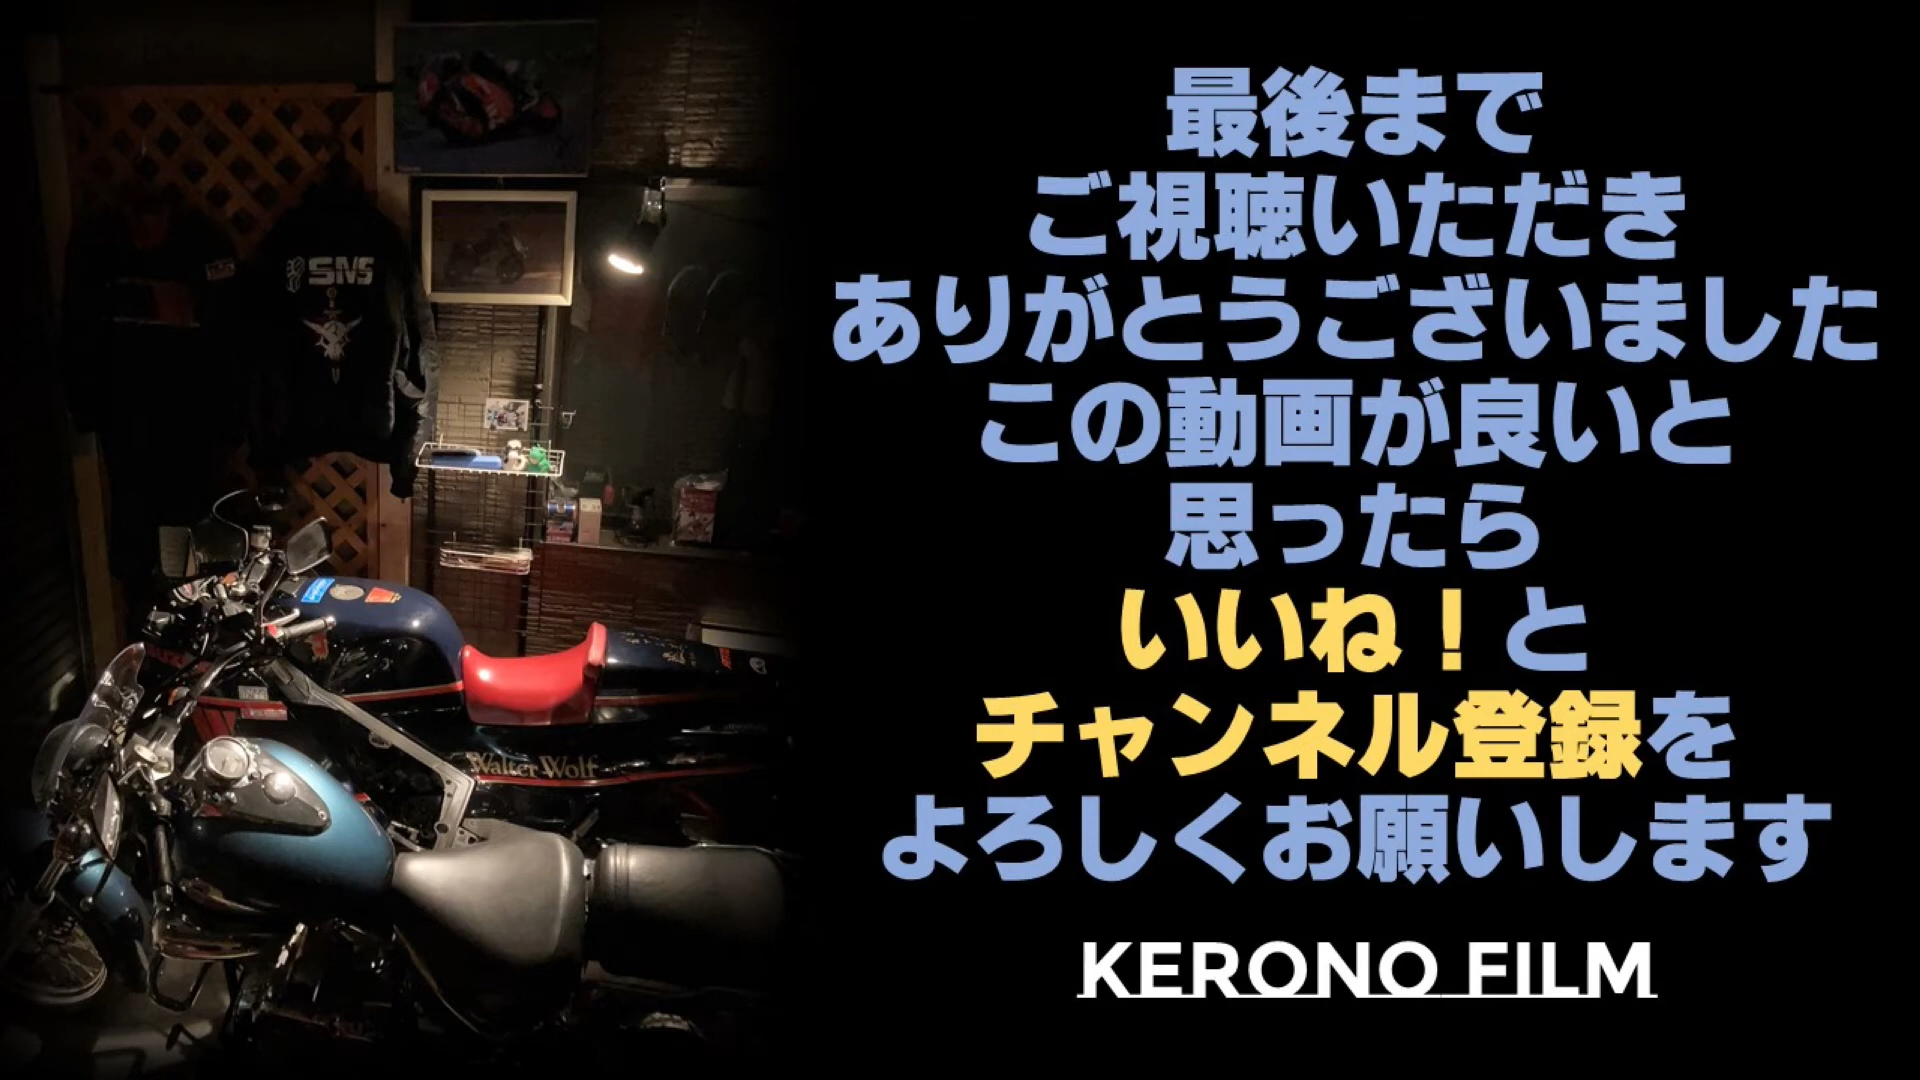 最後まで
ご視聴いただき
ありがとうございました
この動画が良いと
思ったら
いいね！と
チャンネル登録を
よろしくお願いします
KERONO FILM
SMS
Walter Wolf